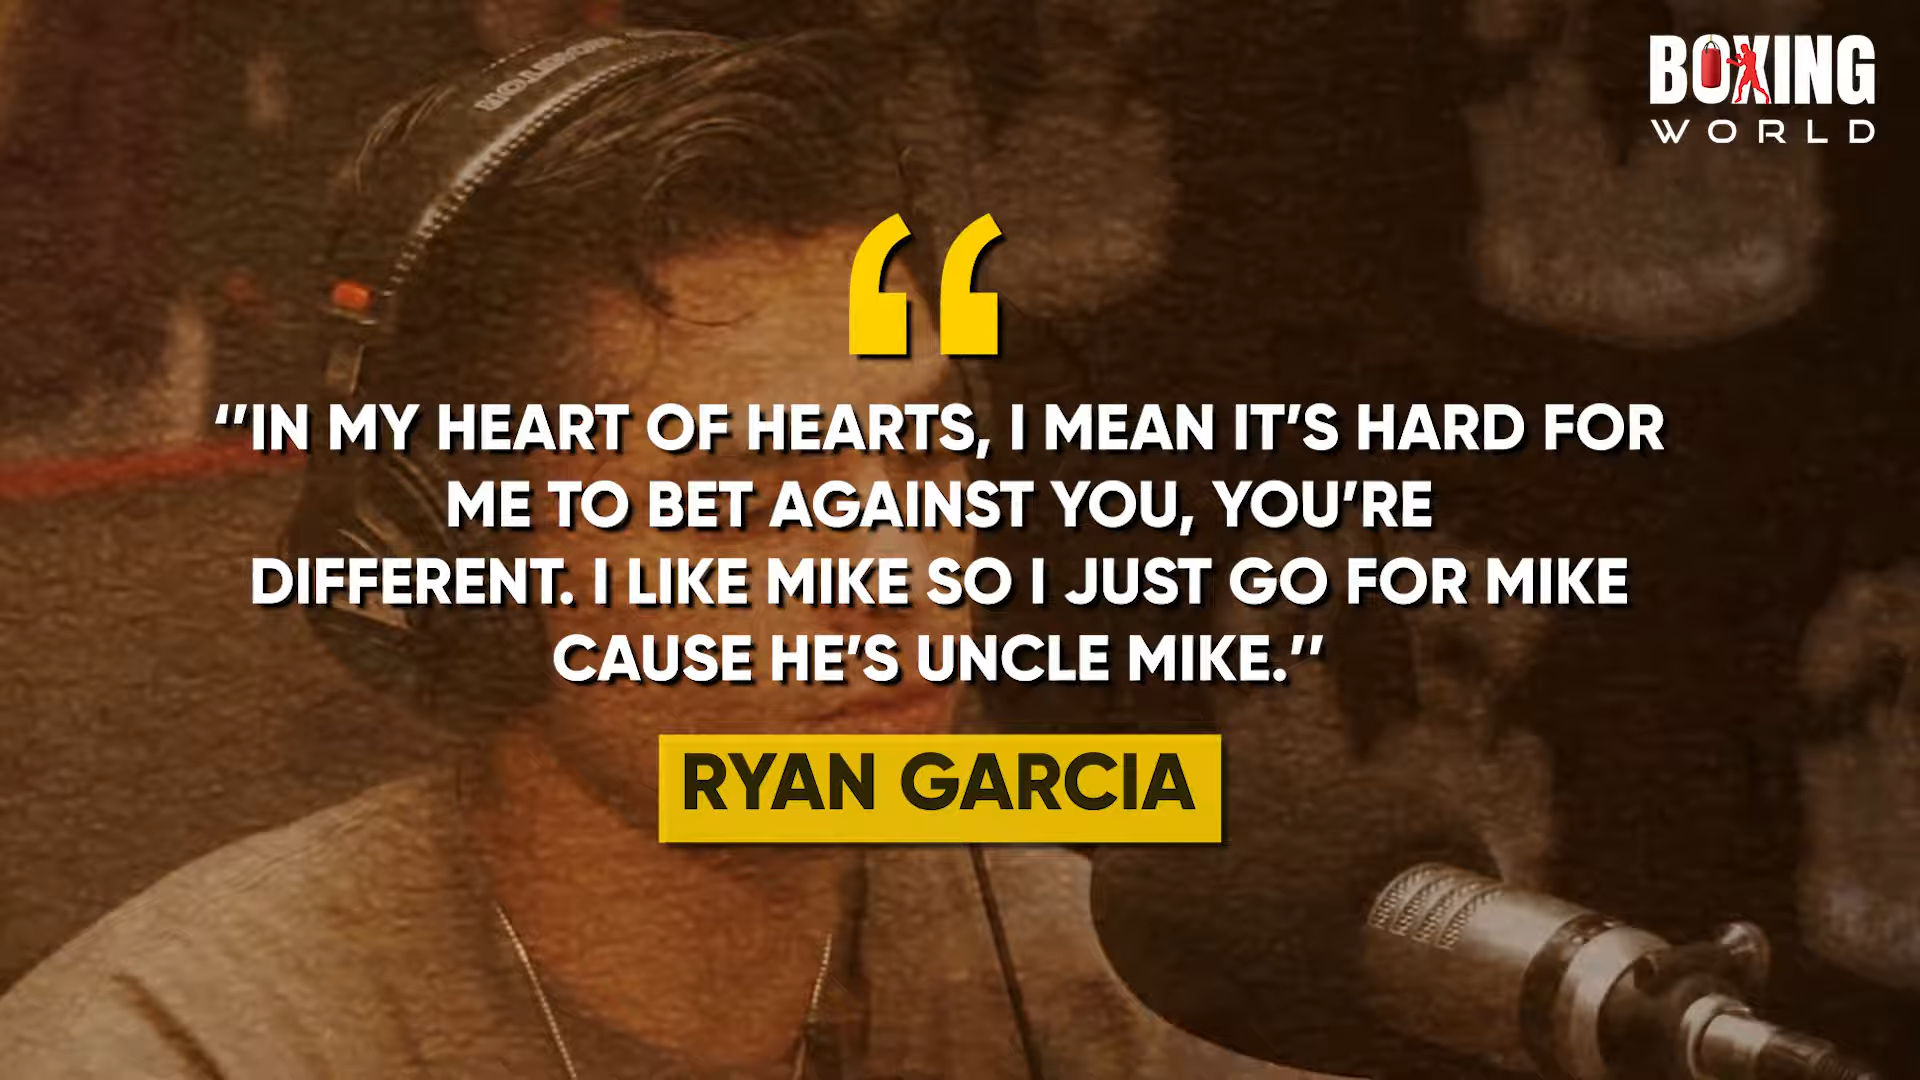 BOXING
WORLD
“
‘’IN MY HEART OF HEARTS, I MEAN IT’S HARD FOR
ME TO BET AGAINST YOU, YOU’RE
DIFFERENT. I LIKE MIKE SO I JUST GO FOR MIKE
CAUSE HE’S UNCLE MIKE.’’
RYAN GARCIA